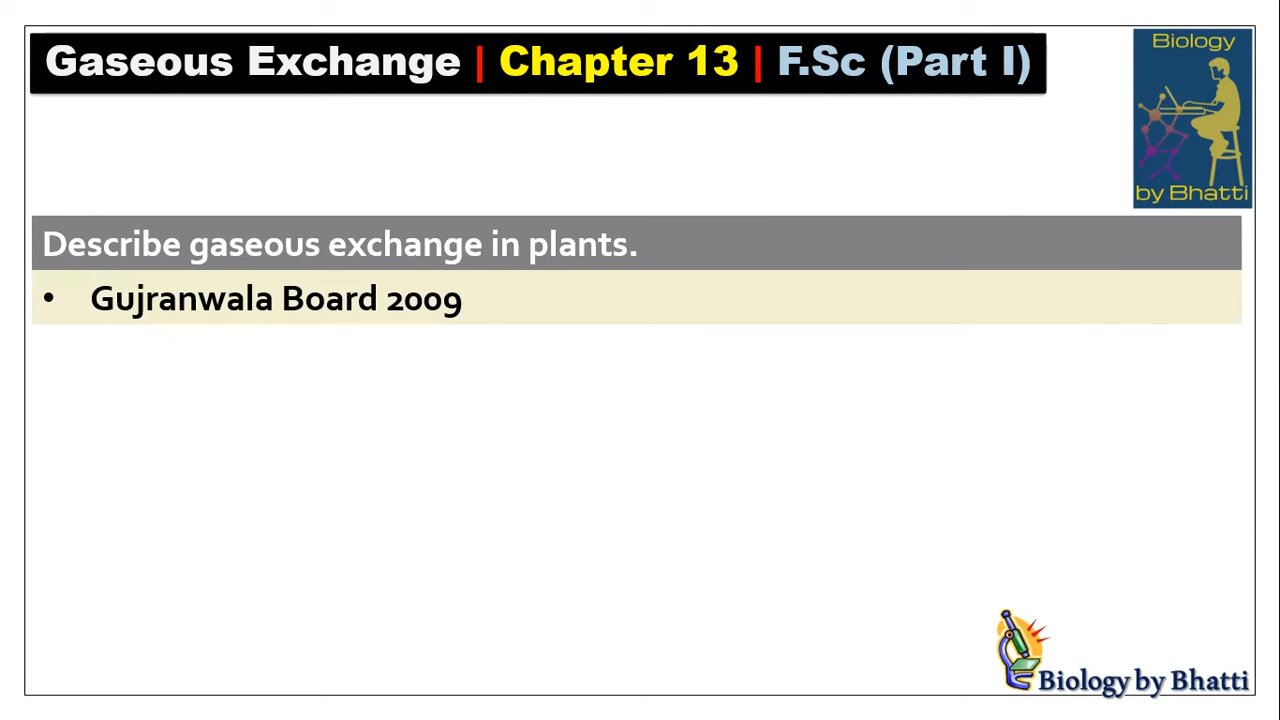 Gaseous Exchange | Chapter 13 | F.Sc (Part I)
Biology
by Bhatti
Describe gaseous exchange in plants.
• Gujranwala Board 2009
Biology by Bhatti